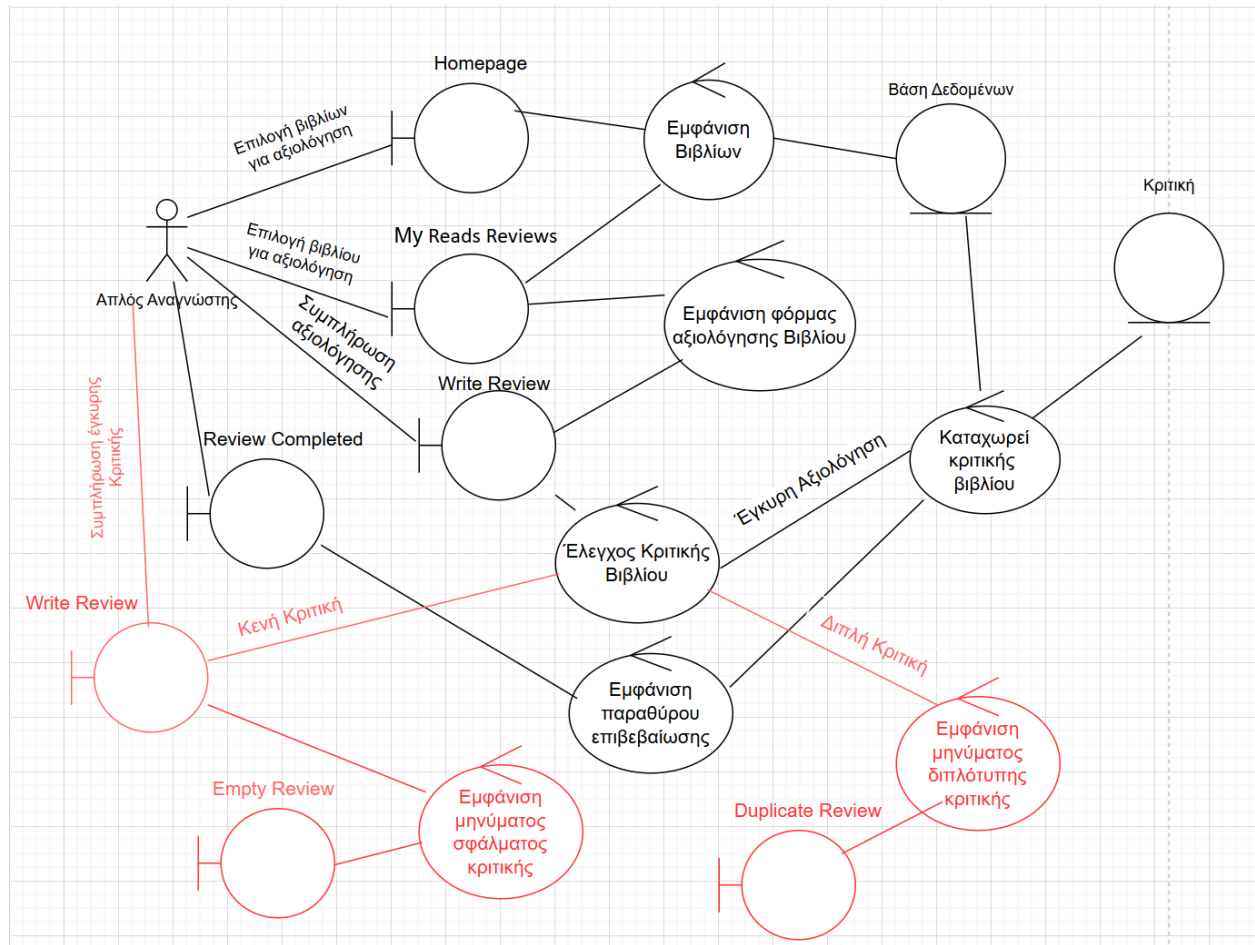 Homepage
Επιλογή βιβλίων
για αξιολόγηση
Εμφάνιση
Βιβλίων
Βάση Δεδομένων
Κριτική
Επιλογή βιβλίου
για αξιολόγηση
My Reads Reviews
Απλός Αναγνώστης
Συμπλήρωση
αξιολόγησης
Εμφάνιση φόρμας
αξιολόγησης Βιβλίου
Write Review
Review Completed
Συμπλήρωση έγκυρης
Κριτικής
Καταχωρεί
κριτικής
βιβλίου
Έγκυρη Αξιολόγηση
Έλεγχος Κριτικής
Βιβλίου
Write Review
Κενή Κριτική
Διπλή Κριτική
Εμφάνιση
παραθύρου
επιβεβαίωσης
Εμφάνιση
μηνύματος
διπλότυπης
κριτικής
Empty Review
Εμφάνιση
μηνύματος
σφάλματος
κριτικής
Duplicate Review